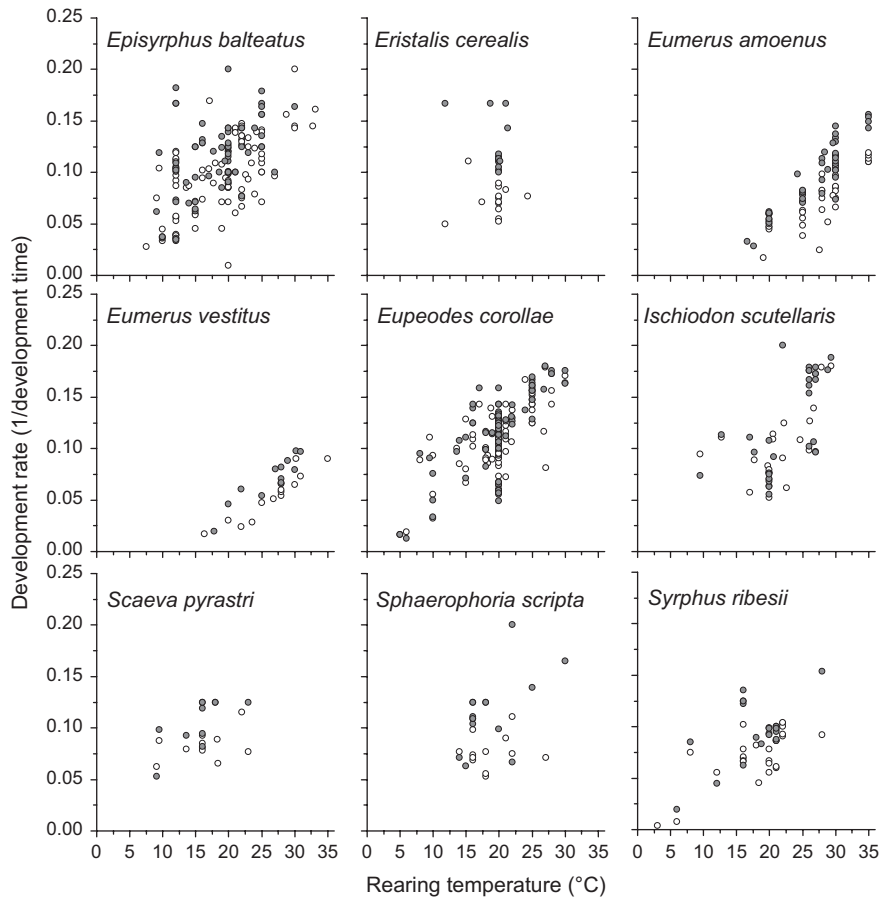 0.25
0.20
0.15
0.10
0.05
0.00
Episyrphus balteatus
Eristalis cerealis
Eumerus amoenus
0.25
0.20
0.15
0.10
0.05
0.00
Eumerus vestitus
Eupeodes corollae
Ischiodon scutellaris
0.25
0.20
0.15
0.10
0.05
0.00
Scaeva pyrastri
Sphaerophoria scripta
Syrphus ribesii
0 5 10 15 20 25 30 35
0 5 10 15 20 25 30 35
0 5 10 15 20 25 30 35
Development rate (1/development time)
Rearing temperature (°C)